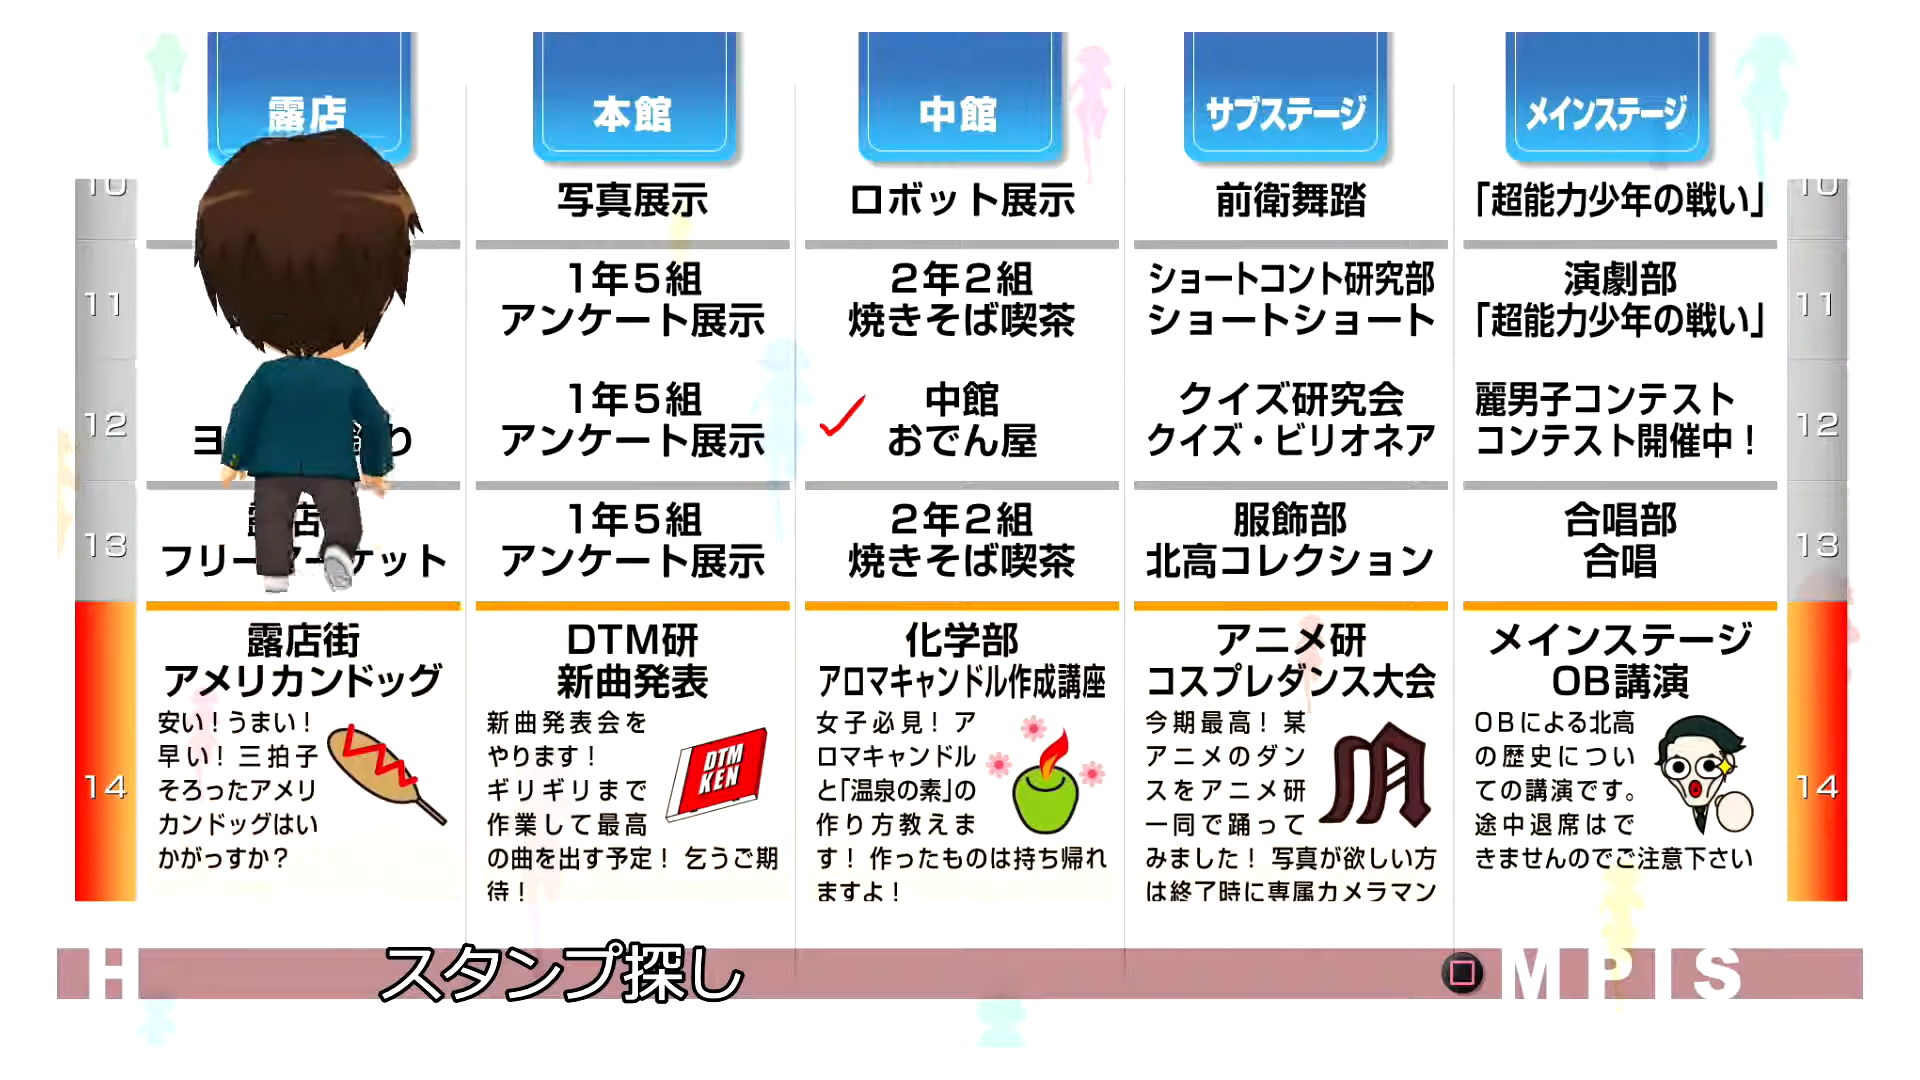 露店
本館
中館
サブステージ
メインステージ
10
写真展示
ロボット展示
前衛舞踏
「超能力少年の戦い」
10
11
1年5組
アンケート展示
2年2組
焼きそば喫茶
ショートコント研究部
ショートショート
演劇部
「超能力少年の戦い」
11
12
ヨ
り
1年5組
アンケート展示
中館
おでん屋
クイズ研究会
クイズ・ビリオネア
麗男子コンテスト
コンテスト開催中！
12
13
露店
フリーマーケット
1年5組
アンケート展示
2年2組
焼きそば喫茶
服飾部
北高コレクション
合唱部
合唱
13
14
露店街
アメリカンドッグ
安い！うまい！
早い！三拍子
そろったアメリ
カンドッグはい
かがっすか？
DTM研
新曲発表
新曲発表会を
やります！
ギリギリまで
作業して最高
の曲を出す予定！ 乞うご期
待！
DTM
KEN
化学部
アロマキャンドル作成講座
女子必見！ア
ロマキャンドル
と「温泉の素」の
作り方教えま
す！ 作ったものは持ち帰れ
ますよ！
アニメ研
コスプレダンス大会
今期最高！某
アニメのダン
スをアニメ研
一同で踊って
みました！ 写真が欲しい方
は終了時に専属カメラマン
メインステージ
OB講演
OBによる北高
の歴史につい
ての講演です。
途中退席はで
きませんのでご注意下さい
14
スタンプ探し